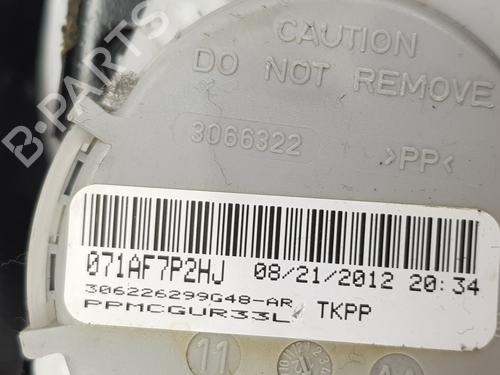 CAUTION
DO NOT REMOVE
3066322
>PP<
071AF7P2HJ 08/21/2012 20:34
306226299G48-AR
PPMCGUR33L TKPP
11
B-PARTS